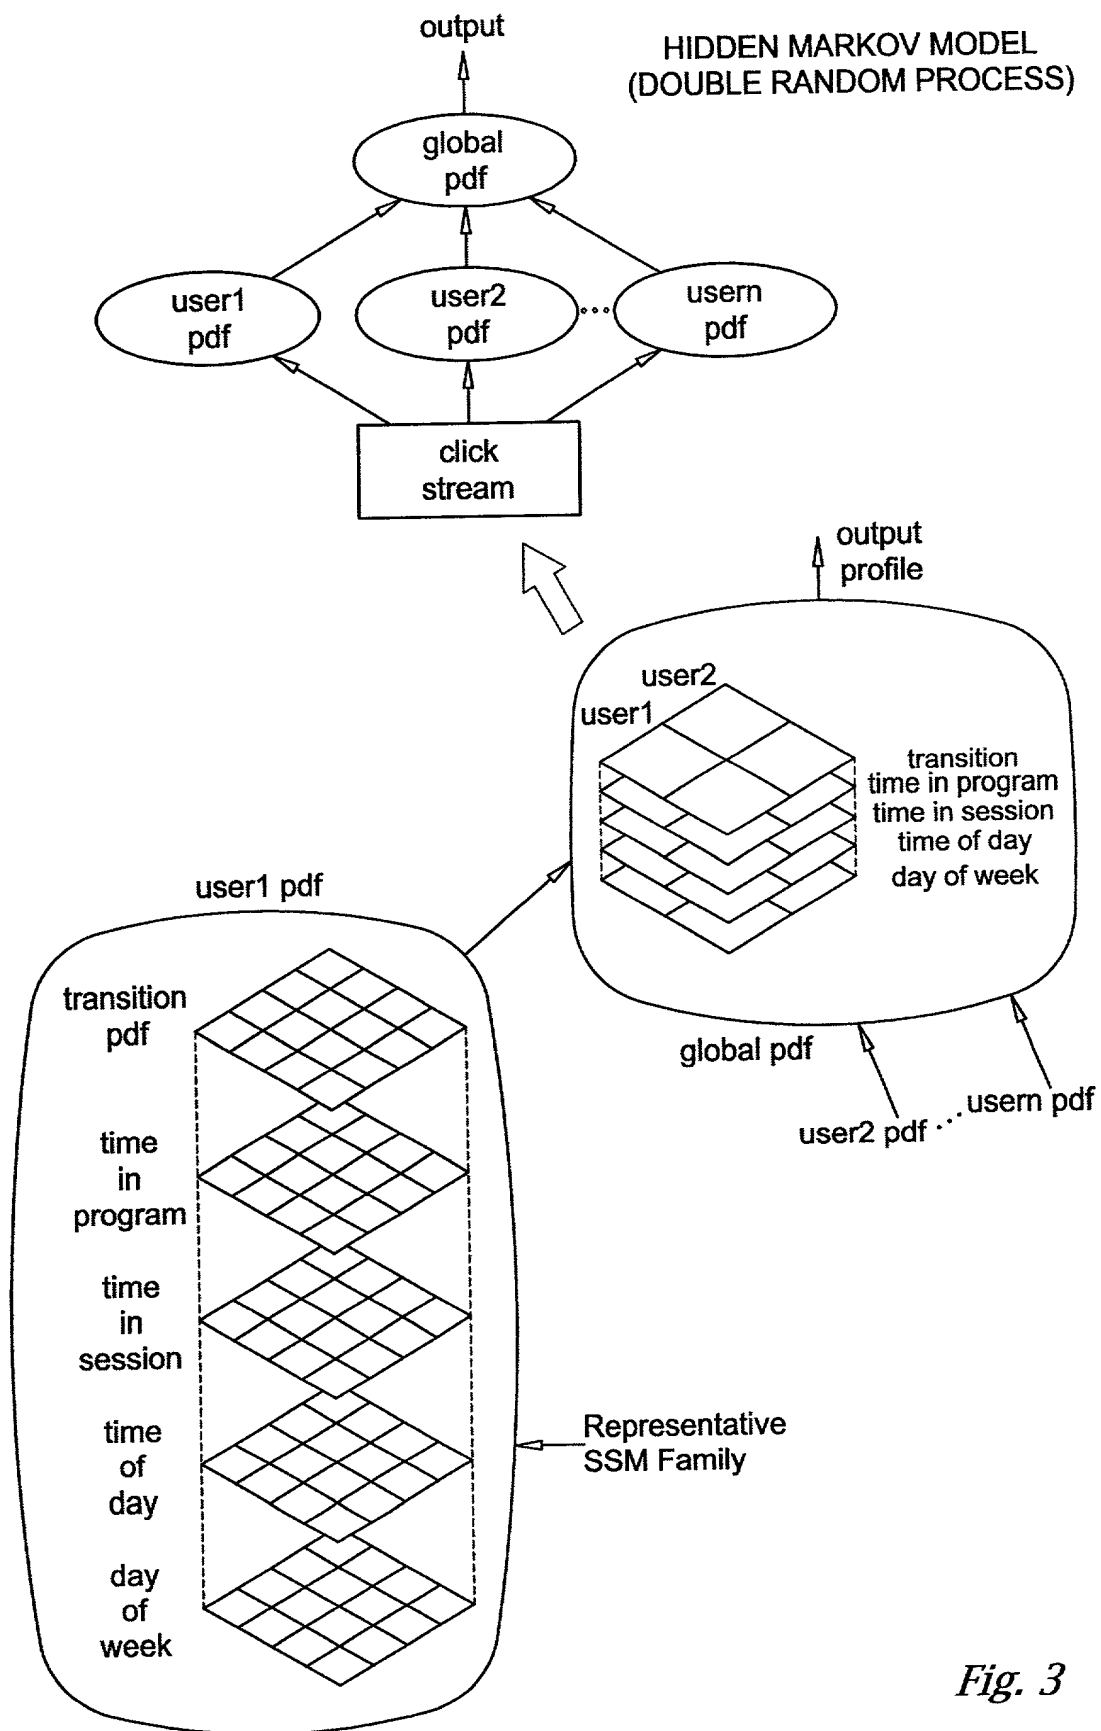 output
HIDDEN MARKOV MODEL
(DOUBLE RANDOM PROCESS)
global
pdf
user1
pdf
user2
pdf
usern
pdf
click
stream
output
profile
user2
user1
transition
time in program
time in session
time of day
day of week
global pdf
user2 pdf
usern pdf
user1 pdf
transition
pdf
time
in
program
time
in
session
time
of
day
day
of
week
Representative
SSM Family
Fig. 3